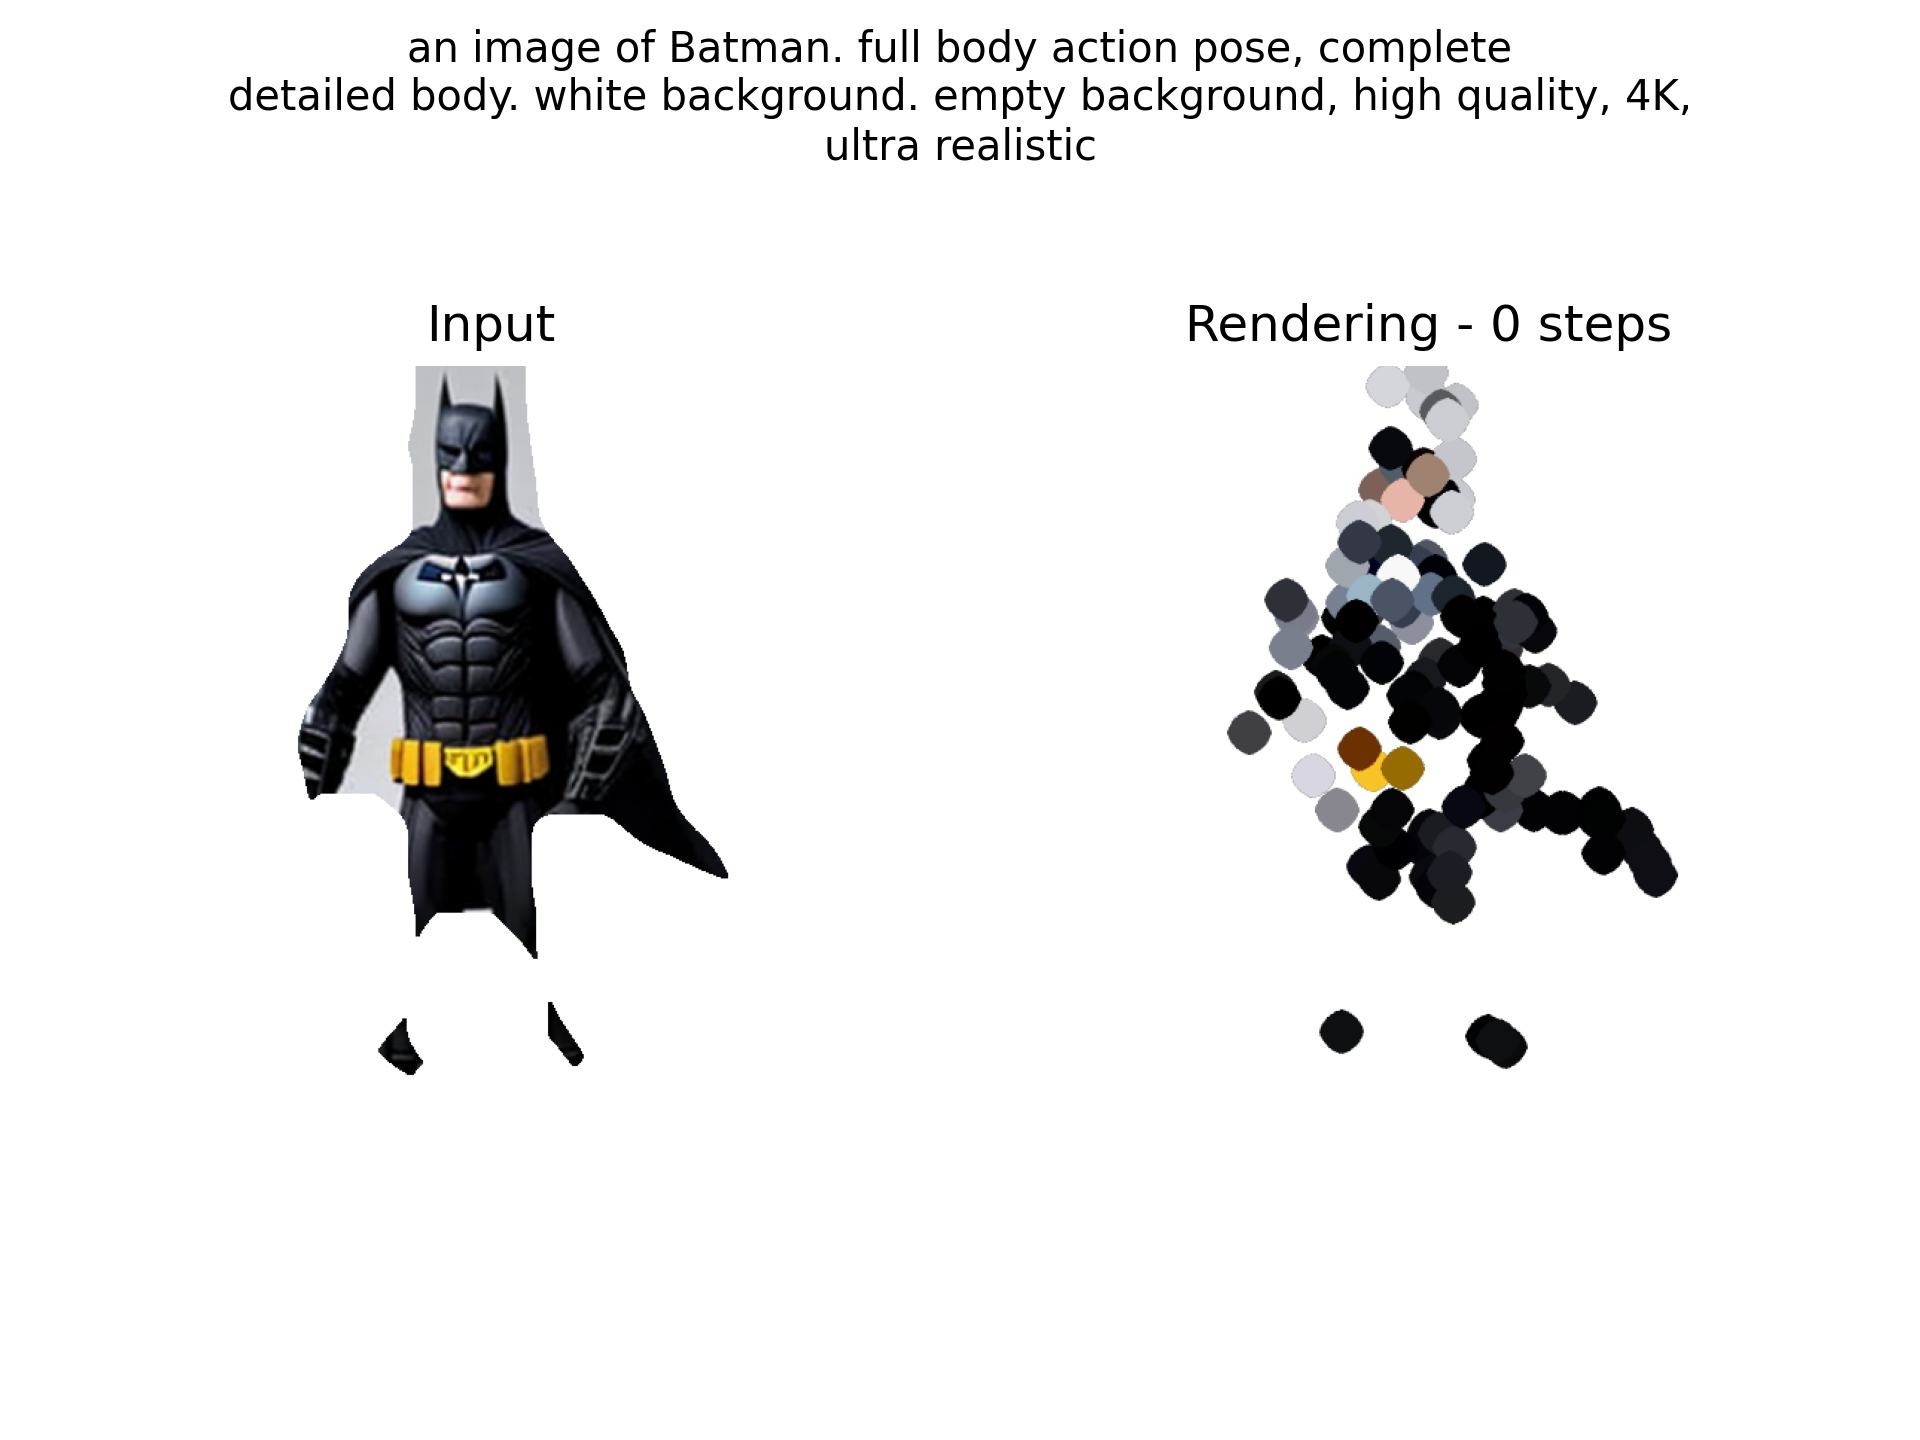 an image of Batman. full body action pose, complete
detailed body. white background. empty background, high quality, 4K,
ultra realistic
Input
Rendering - 0 steps